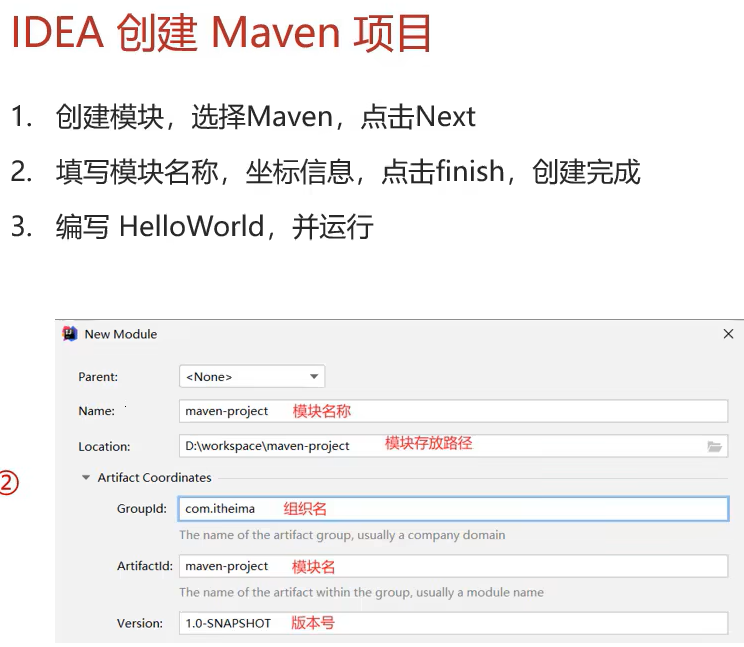 IDEA 创建 Maven 项目
1. 创建模块，选择Maven，点击Next
2. 填写模块名称，坐标信息，点击finish，创建完成
3. 编写 HelloWorld，并运行
New Module
Parent: <None>
Name: maven-project 模块名称
Location: D:\workspace\maven-project 模块存放路径
②
Artifact Coordinates
GroupId: com.itheima 组织名
The name of the artifact group, usually a company domain
ArtifactId: maven-project 模块名
The name of the artifact within the group, usually a module name
Version: 1.0-SNAPSHOT 版本号